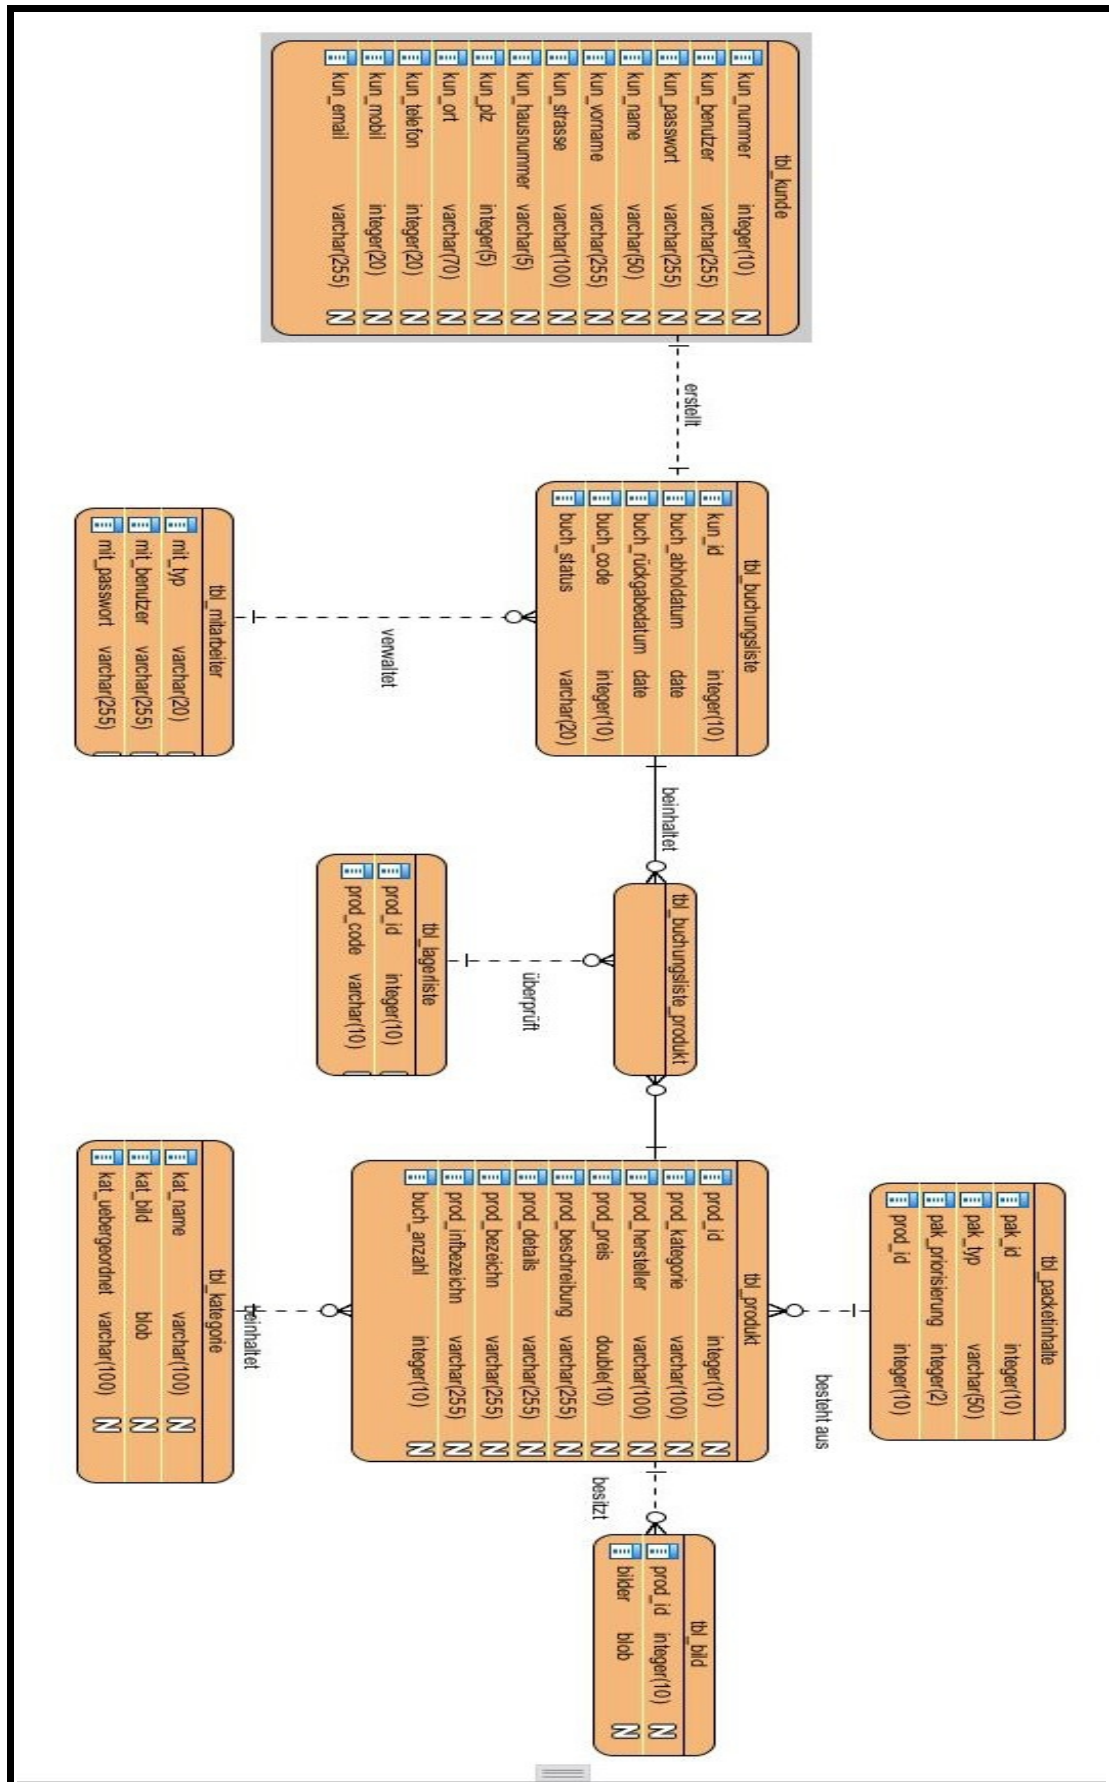 tbl_kunde
kun_nummer integer(10) N
kun_benutzer varchar(255) N
kun_passwort varchar(255) N
kun_name varchar(50) N
kun_vorname varchar(255) N
kun_strasse varchar(100) N
kun_hausnummer varchar(5) N
kun_plz integer(5) N
kun_ort varchar(70) N
kun_telefon integer(20) N
kun_mobil integer(20) N
kun_email varchar(255) N
erstellt
tbl_buchungsliste
kun_id integer(10)
buch_abholdatum date
buch_rückgabedatum date
buch_code integer(10)
buch_status varchar(20)
verwaltet
tbl_mitarbeiter
mit_typ varchar(20)
mit_benutzer varchar(255)
mit_passwort varchar(255)
beinhaltet
tbl_buchungsliste_produkt
überprüft
tbl_lagerliste
prod_id integer(10)
prod_code varchar(10)
tbl_packetinhalte
pak_id integer(10)
pak_typ varchar(50)
pak_priorisierung integer(2)
prod_id integer(10)
besteht aus
tbl_produkt
prod_id integer(10) N
prod_kategorie varchar(100) N
prod_hersteller varchar(100) N
prod_preis double(10) N
prod_beschreibung varchar(255) N
prod_details varchar(255) N
prod_bezeichn varchar(255) N
prod_infbezeichn varchar(255) N
buch_anzahl integer(10) N
beinhaltet
tbl_kategorie
kat_name varchar(100) N
kat_bild blob N
kat_uebergeordnet varchar(100) N
besitzt
tbl_bild
prod_id integer(10) N
bilder blob N